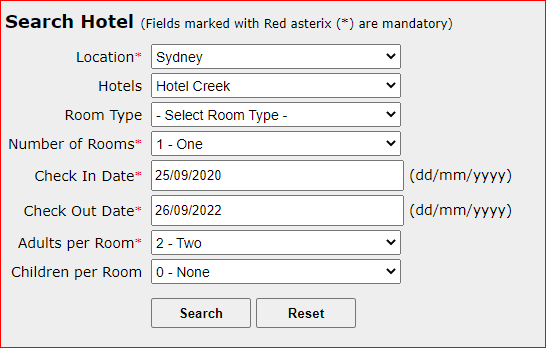 Search Hotel (Fields marked with Red asterix (*) are mandatory)
Location* Sydney
Hotels Hotel Creek
Room Type - Select Room Type -
Number of Rooms* 1 - One
Check In Date* 25/09/2020 (dd/mm/yyyy)
Check Out Date* 26/09/2022 (dd/mm/yyyy)
Adults per Room* 2 - Two
Children per Room 0 - None
Search Reset